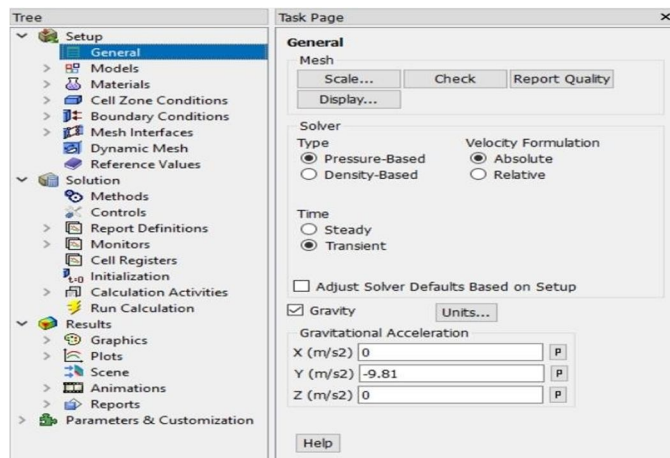 Tree
Setup
General
Models
Materials
Cell Zone Conditions
Boundary Conditions
Mesh Interfaces
Dynamic Mesh
Reference Values
Solution
Methods
Controls
Report Definitions
Monitors
Cell Registers
t=0 Initialization
Calculation Activities
Run Calculation
Results
Graphics
Plots
Scene
Animations
Reports
Parameters & Customization
Task Page
General
Mesh
Scale... Check Report Quality
Display...
Solver
Type Velocity Formulation
Pressure-Based Absolute
Density-Based Relative
Time
Steady
Transient
Adjust Solver Defaults Based on Setup
Gravity Units...
Gravitational Acceleration
X (m/s2) 0 P
Y (m/s2) -9.81 P
Z (m/s2) 0 P
Help